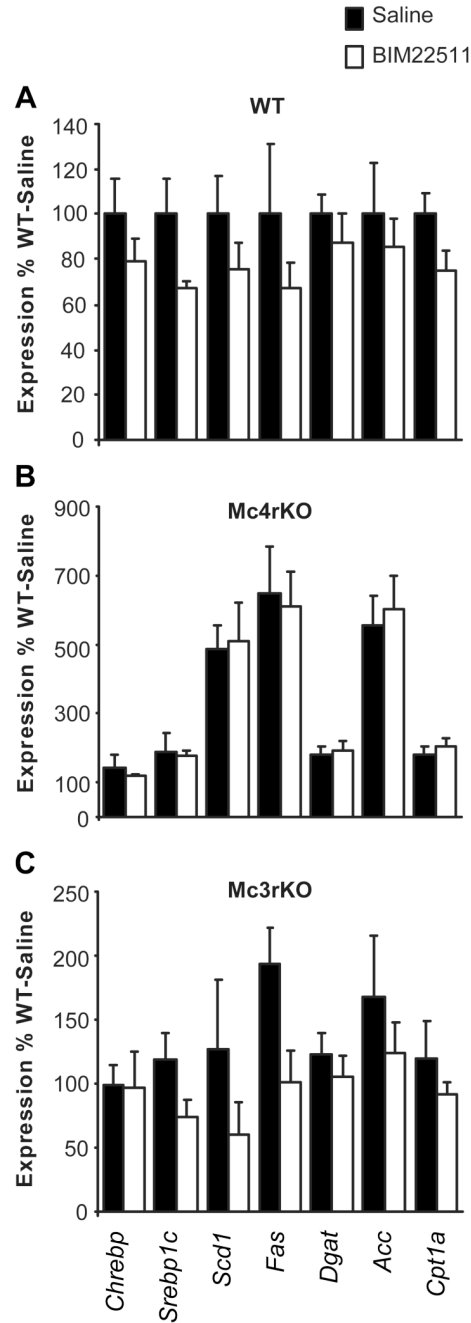 Saline
BIM22511
A
WT
Expression % WT-Saline
140
120
100
80
60
40
20
0
B
Mc4rKO
Expression % WT-Saline
900
700
500
300
100
0
C
Mc3rKO
Expression % WT-Saline
250
200
150
100
50
0
Chrebp
Srebp1c
Scd1
Fas
Dgat
Acc
Cpt1a